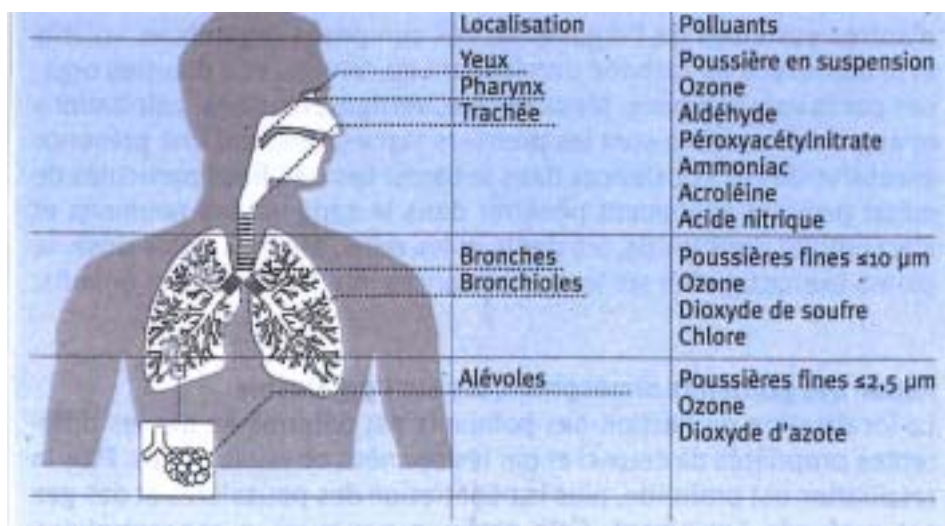 Localisation Polluants
Yeux Poussière en suspension
Pharynx Ozone
Trachée Aldéhyde
Péroxyacétylnitrate
Ammoniac
Acroléine
Acide nitrique
Bronches Poussières fines ≤10 µm
Bronchioles Ozone
Dioxyde de soufre
Chlore
Alévoles Poussières fines ≤2,5 µm
Ozone
Dioxyde d'azote